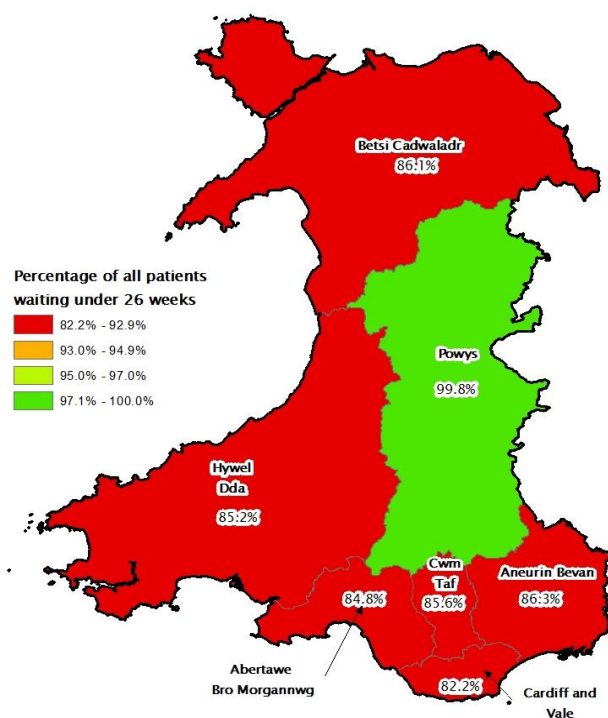 Betsi Cadwaladr
86.1%
Percentage of all patients
waiting under 26 weeks
82.2% - 92.9%
93.0% - 94.9%
95.0% - 97.0%
97.1% - 100.0%
Powys
99.8%
Hywel
Dda
85.2%
Cwm
Taf
85.6%
Aneurin Bevan
86.3%
84.8%
Abertawe
Bro Morgannwg
82.2%
Cardiff and
Vale